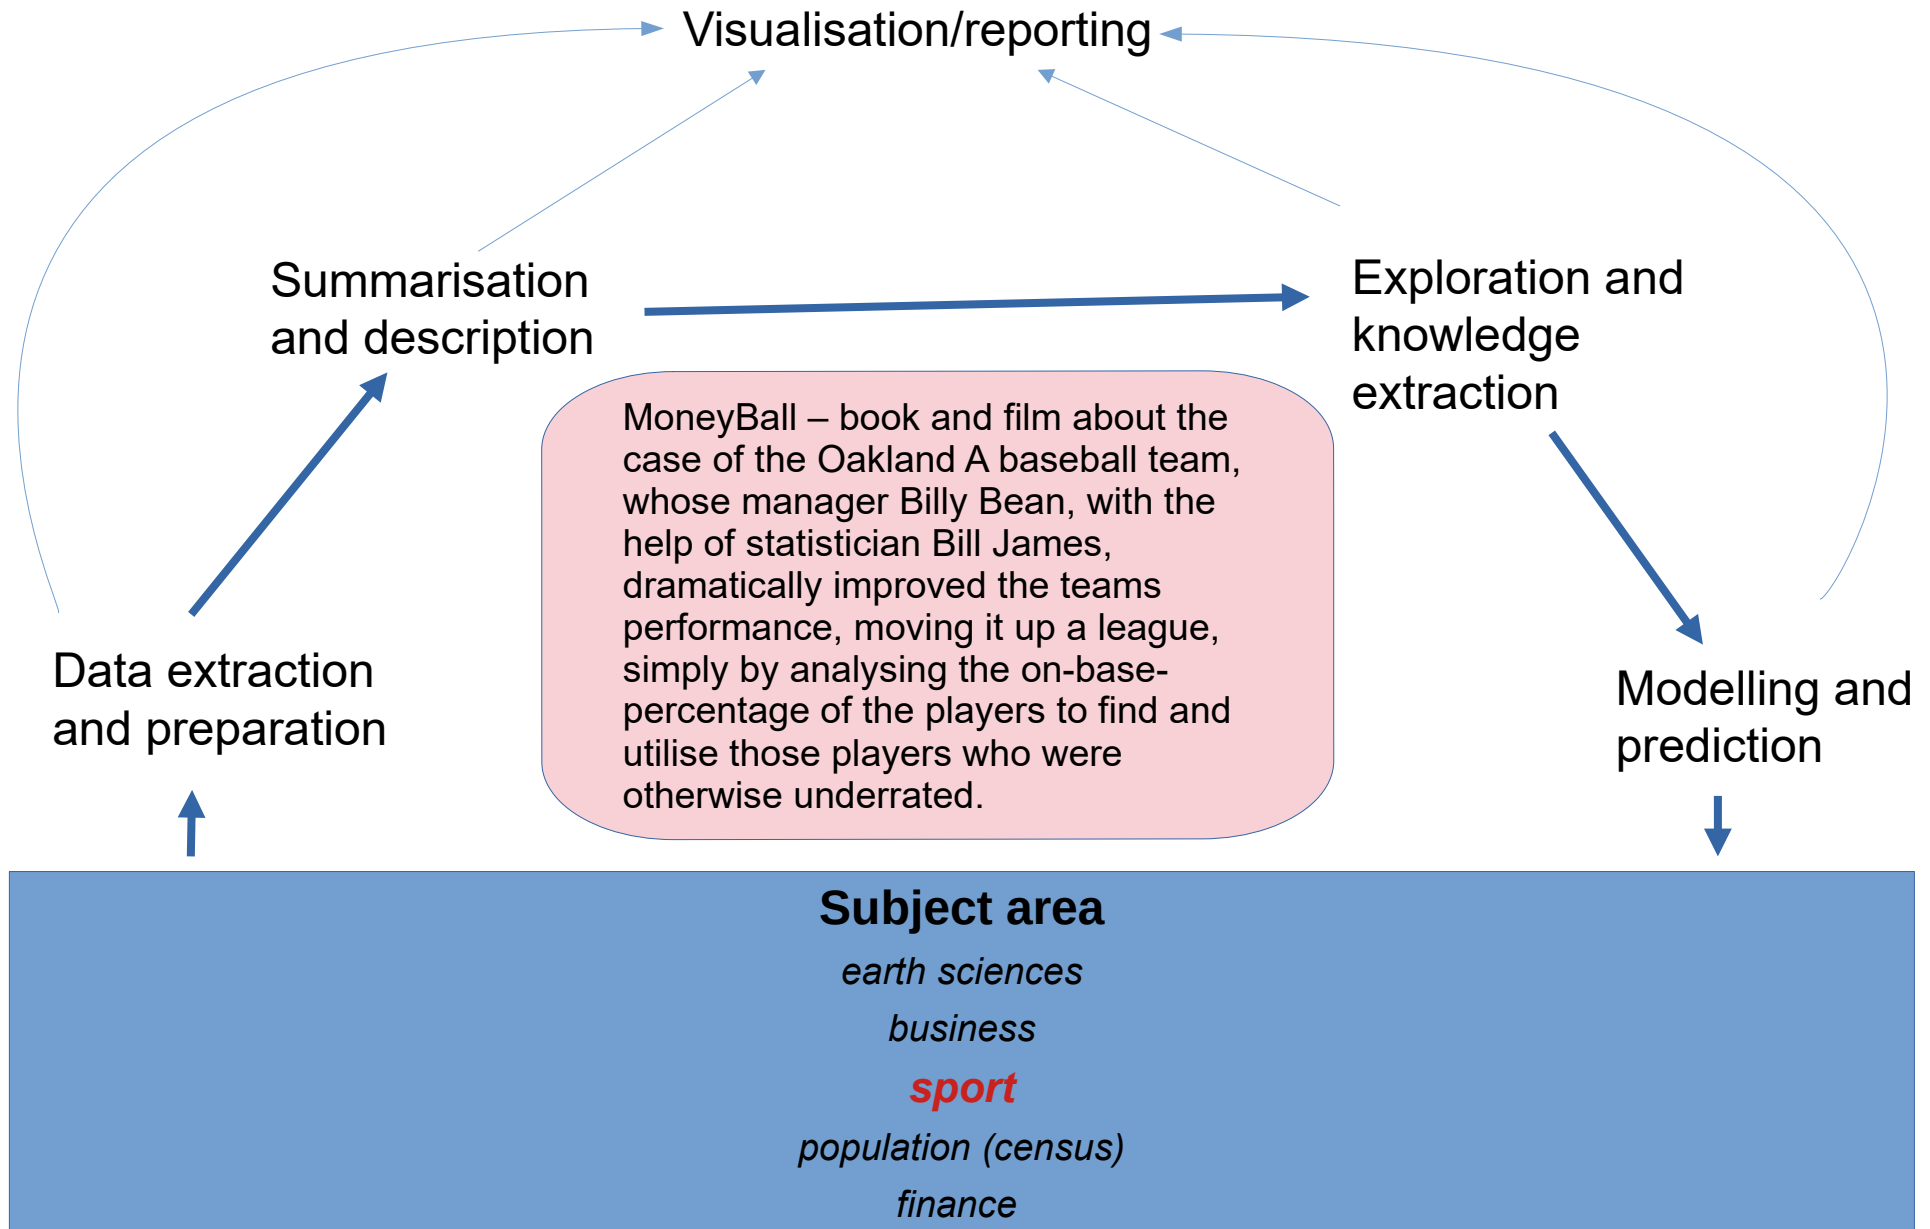 Visualisation/reporting
Summarisation
and description
Exploration and
knowledge
extraction
MoneyBall – book and film about the
case of the Oakland A baseball team,
whose manager Billy Bean, with the
help of statistician Bill James,
dramatically improved the teams
performance, moving it up a league,
simply by analysing the on-base-
percentage of the players to find and
utilise those players who were
otherwise underrated.
Data extraction
and preparation
Modelling and
prediction
Subject area
earth sciences
business
sport
population (census)
finance